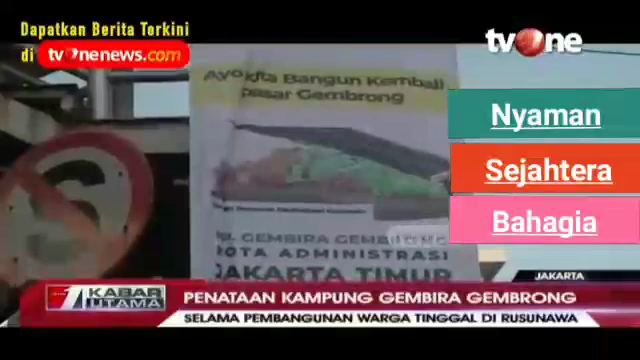 Dapatkan Berita Terkini
di tvonenews.com
tvOne
Ayo Kita Bangun Kembali
Pasar Gembrong
Nyaman
Sejahtera
Bahagia
GEMBIRA GEMBRONG
KOTA ADMINISTRASI
JAKARTA TIMUR
JAKARTA
KABAR
UTAMA
PENATAAN KAMPUNG GEMBIRA GEMBRONG
SELAMA PEMBANGUNAN WARGA TINGGAL DI RUSUNAWA